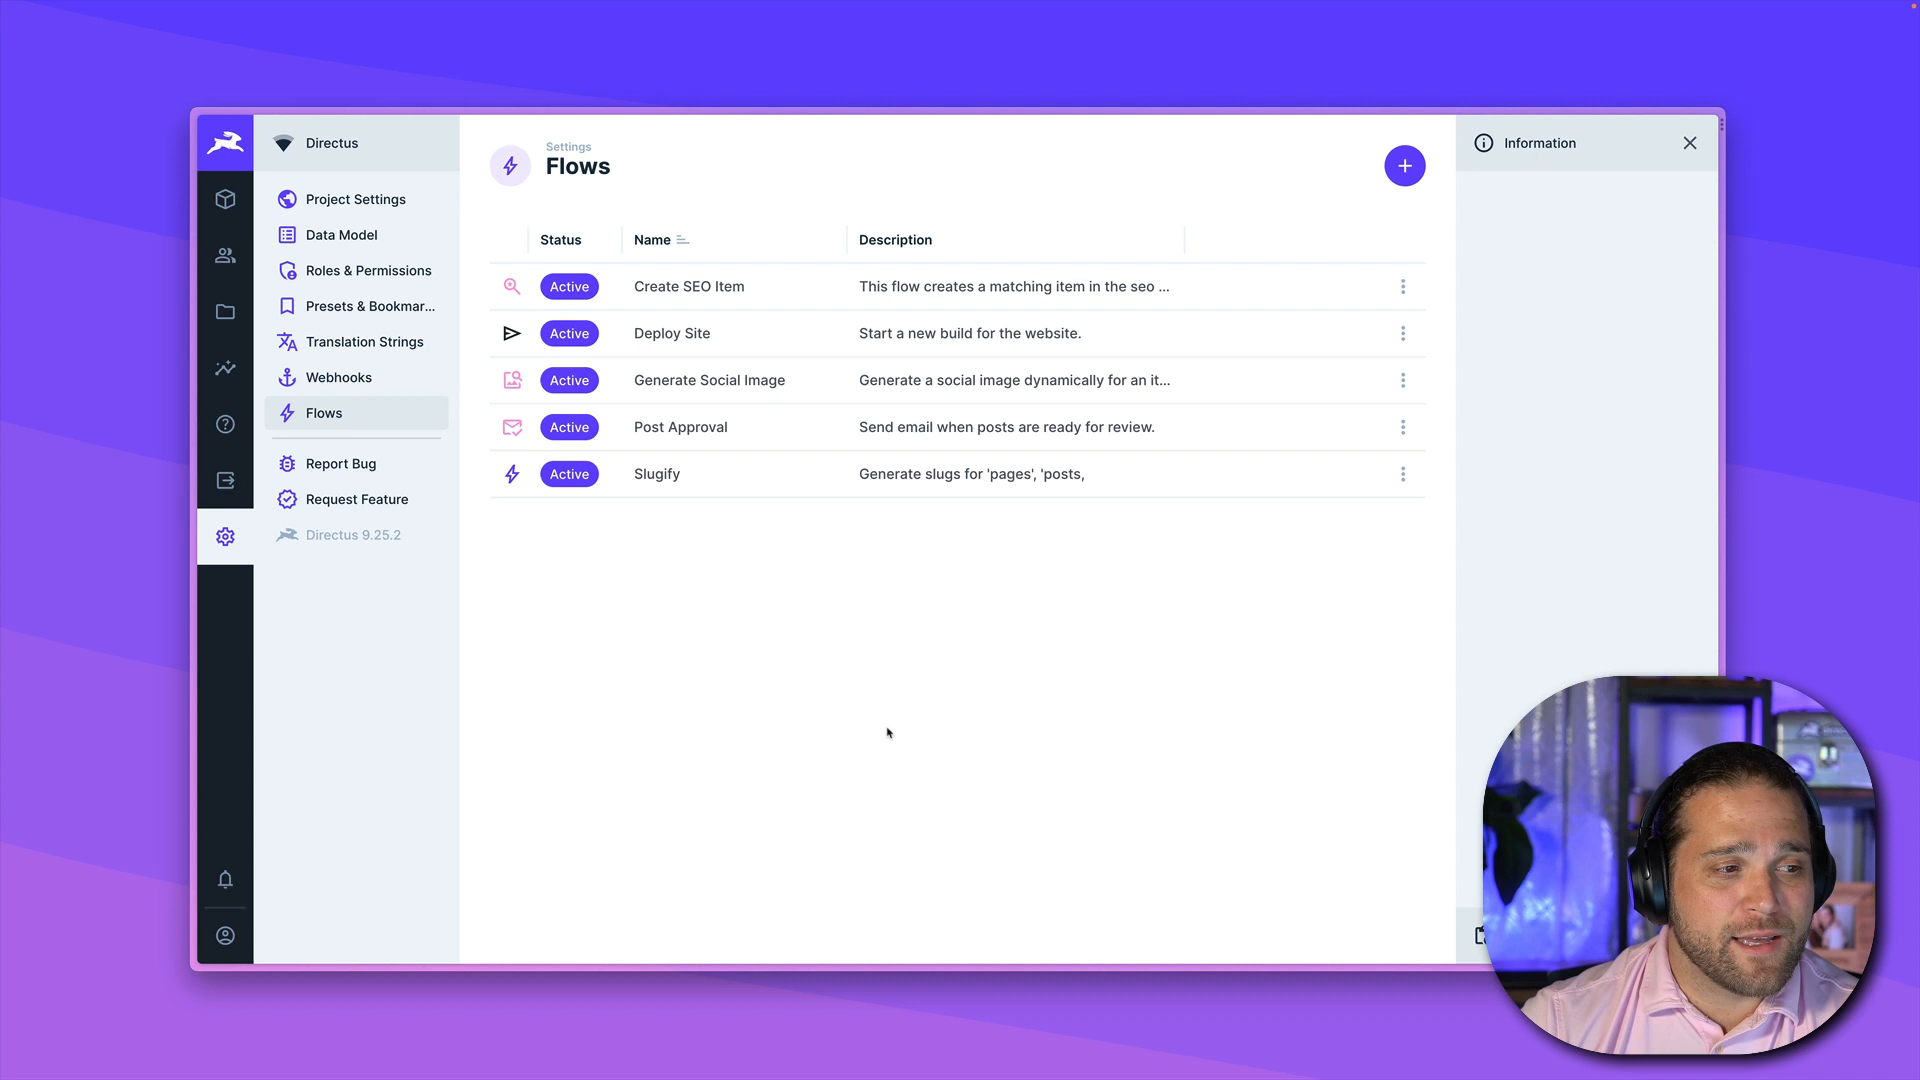 Directus
Project Settings
Data Model
Roles & Permissions
Presets & Bookmar...
Translation Strings
Webhooks
Flows
Report Bug
Request Feature
Directus 9.25.2
Settings
Flows
Status Name Description
Active Create SEO Item This flow creates a matching item in the seo ...
Active Deploy Site Start a new build for the website.
Active Generate Social Image Generate a social image dynamically for an it...
Active Post Approval Send email when posts are ready for review.
Active Slugify Generate slugs for 'pages', 'posts,
Information